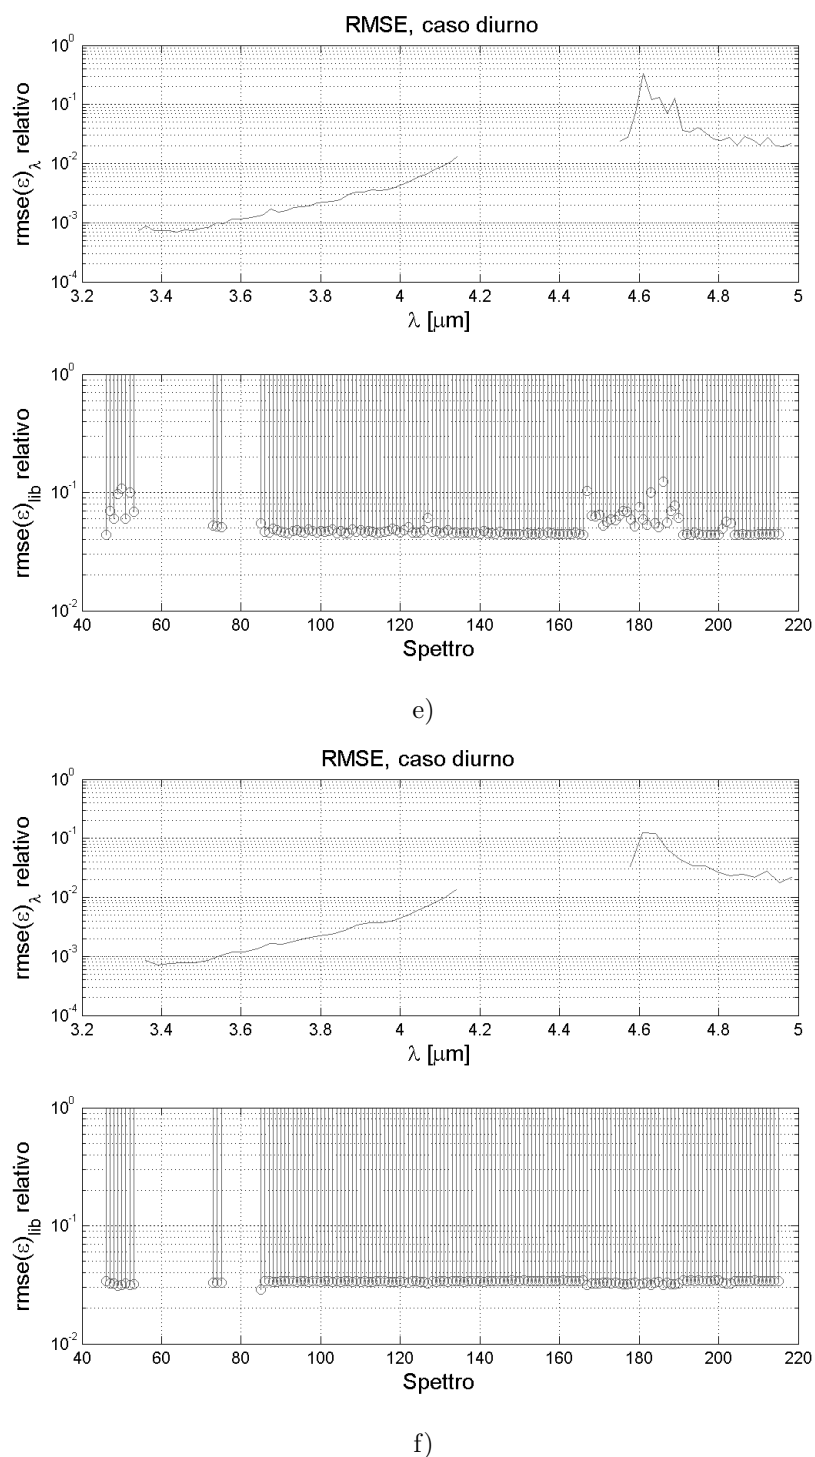 RMSE, caso diurno
10^0
10^-1
10^-2
10^-3
10^-4
rmse(ε)_λ relativo
3.2 3.4 3.6 3.8 4 4.2 4.4 4.6 4.8 5
λ [μm]
10^0
10^-1
10^-2
rmse(ε)_lib relativo
40 60 80 100 120 140 160 180 200 220
Spettro
e)
RMSE, caso diurno
10^0
10^-1
10^-2
10^-3
10^-4
rmse(ε)_λ relativo
3.2 3.4 3.6 3.8 4 4.2 4.4 4.6 4.8 5
λ [μm]
10^0
10^-1
10^-2
rmse(ε)_lib relativo
40 60 80 100 120 140 160 180 200 220
Spettro
f)